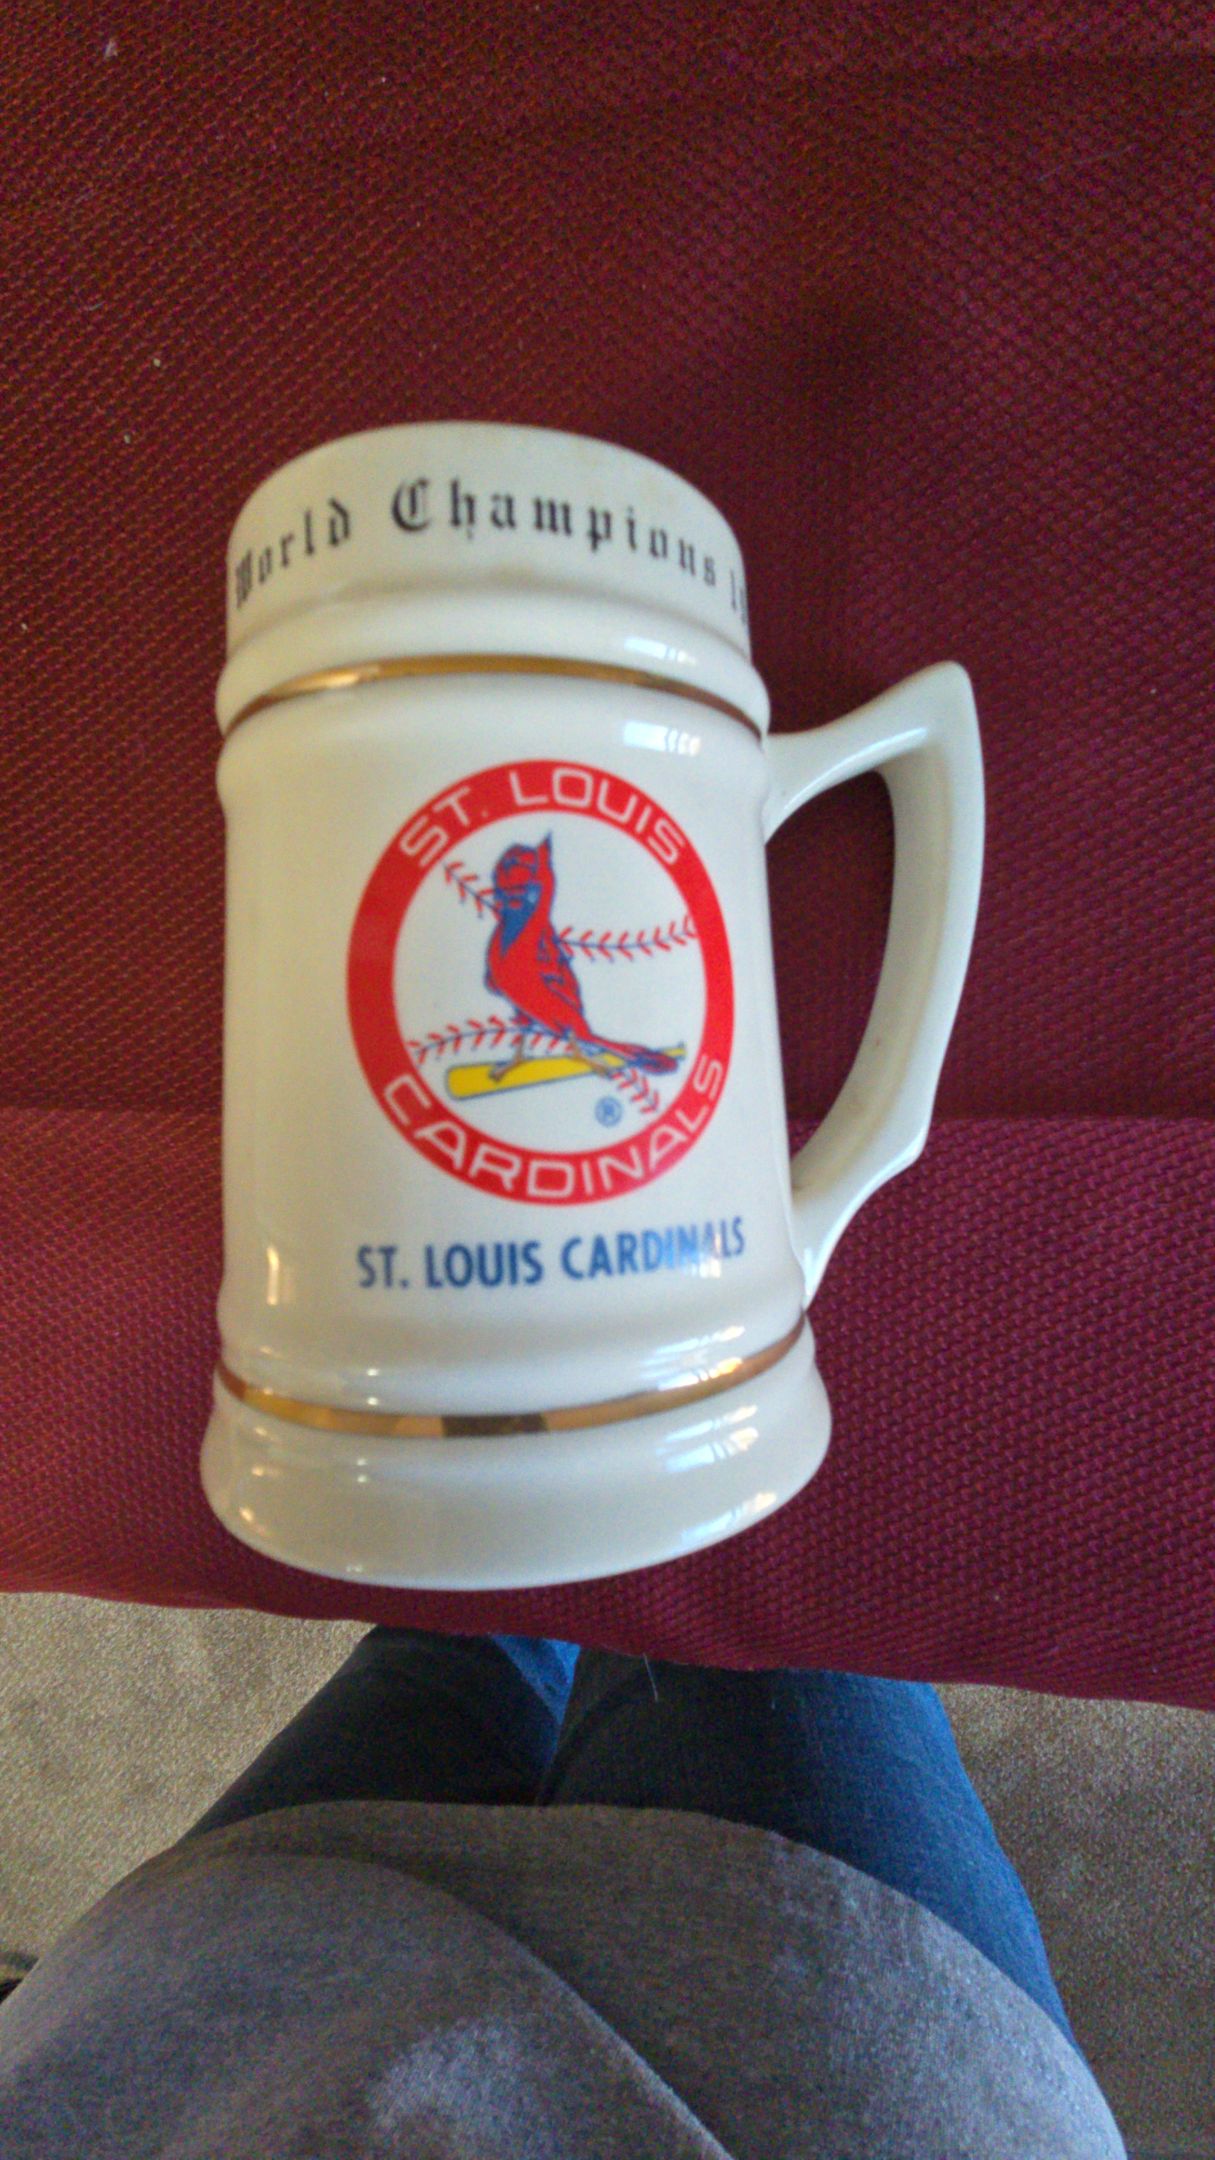 World Champions
ST. LOUIS
CARDINALS
®
ST. LOUIS CARDINALS